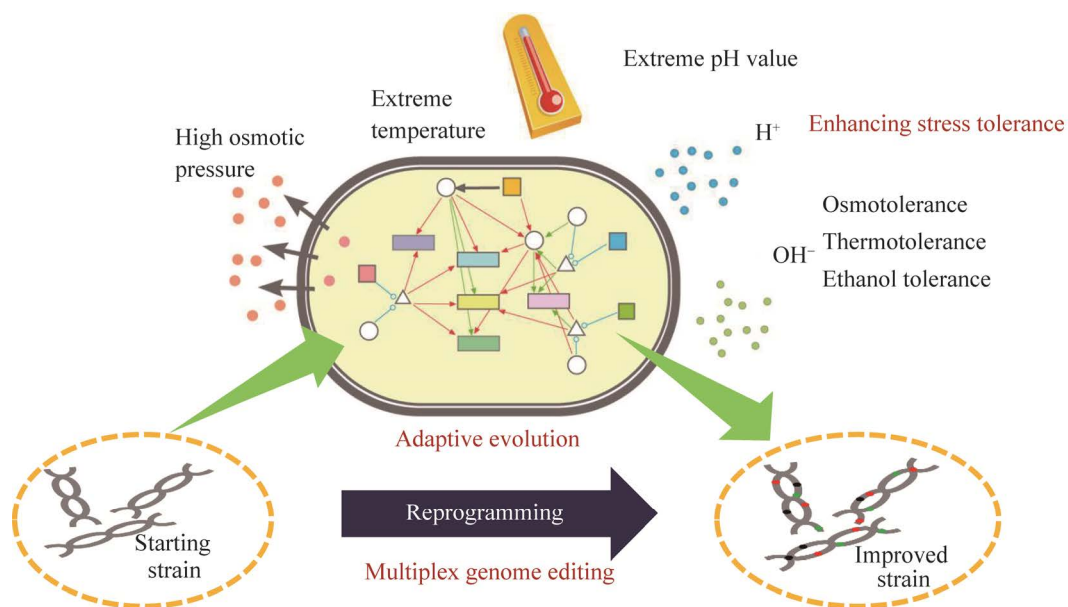 Extreme pH value
Extreme
temperature
High osmotic
pressure
H⁺
Enhancing stress tolerance
Osmotolerance
OH⁻
Thermotolerance
Ethanol tolerance
Adaptive evolution
Reprogramming
Multiplex genome editing
Starting
strain
Improved
strain